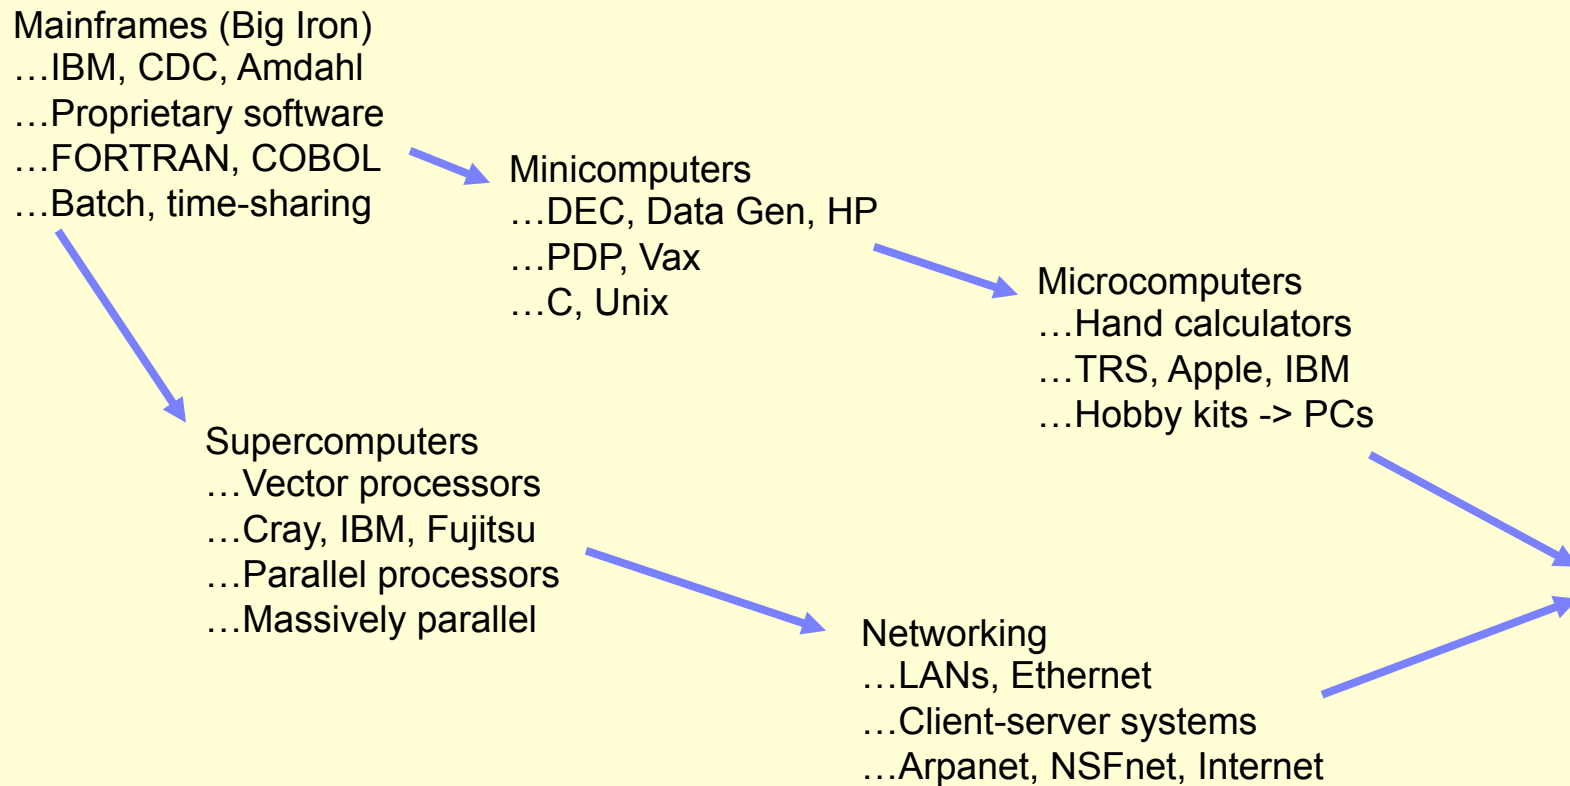 Mainframes (Big Iron)
…IBM, CDC, Amdahl
…Proprietary software
…FORTRAN, COBOL
…Batch, time-sharing
Minicomputers
…DEC, Data Gen, HP
…PDP, Vax
…C, Unix
Microcomputers
…Hand calculators
…TRS, Apple, IBM
…Hobby kits -> PCs
Supercomputers
…Vector processors
…Cray, IBM, Fujitsu
…Parallel processors
…Massively parallel
Networking
…LANs, Ethernet
…Client-server systems
…Arpanet, NSFnet, Internet